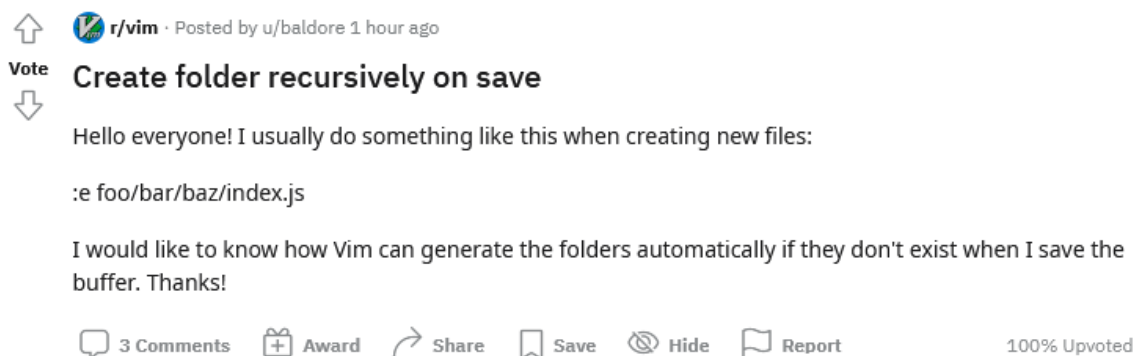 r/vim · Posted by u/baldore 1 hour ago
Vote
Create folder recursively on save
Hello everyone! I usually do something like this when creating new files:
:e foo/bar/baz/index.js
I would like to know how Vim can generate the folders automatically if they don't exist when I save the
buffer. Thanks!
3 Comments Award Share Save Hide Report 100% Upvoted